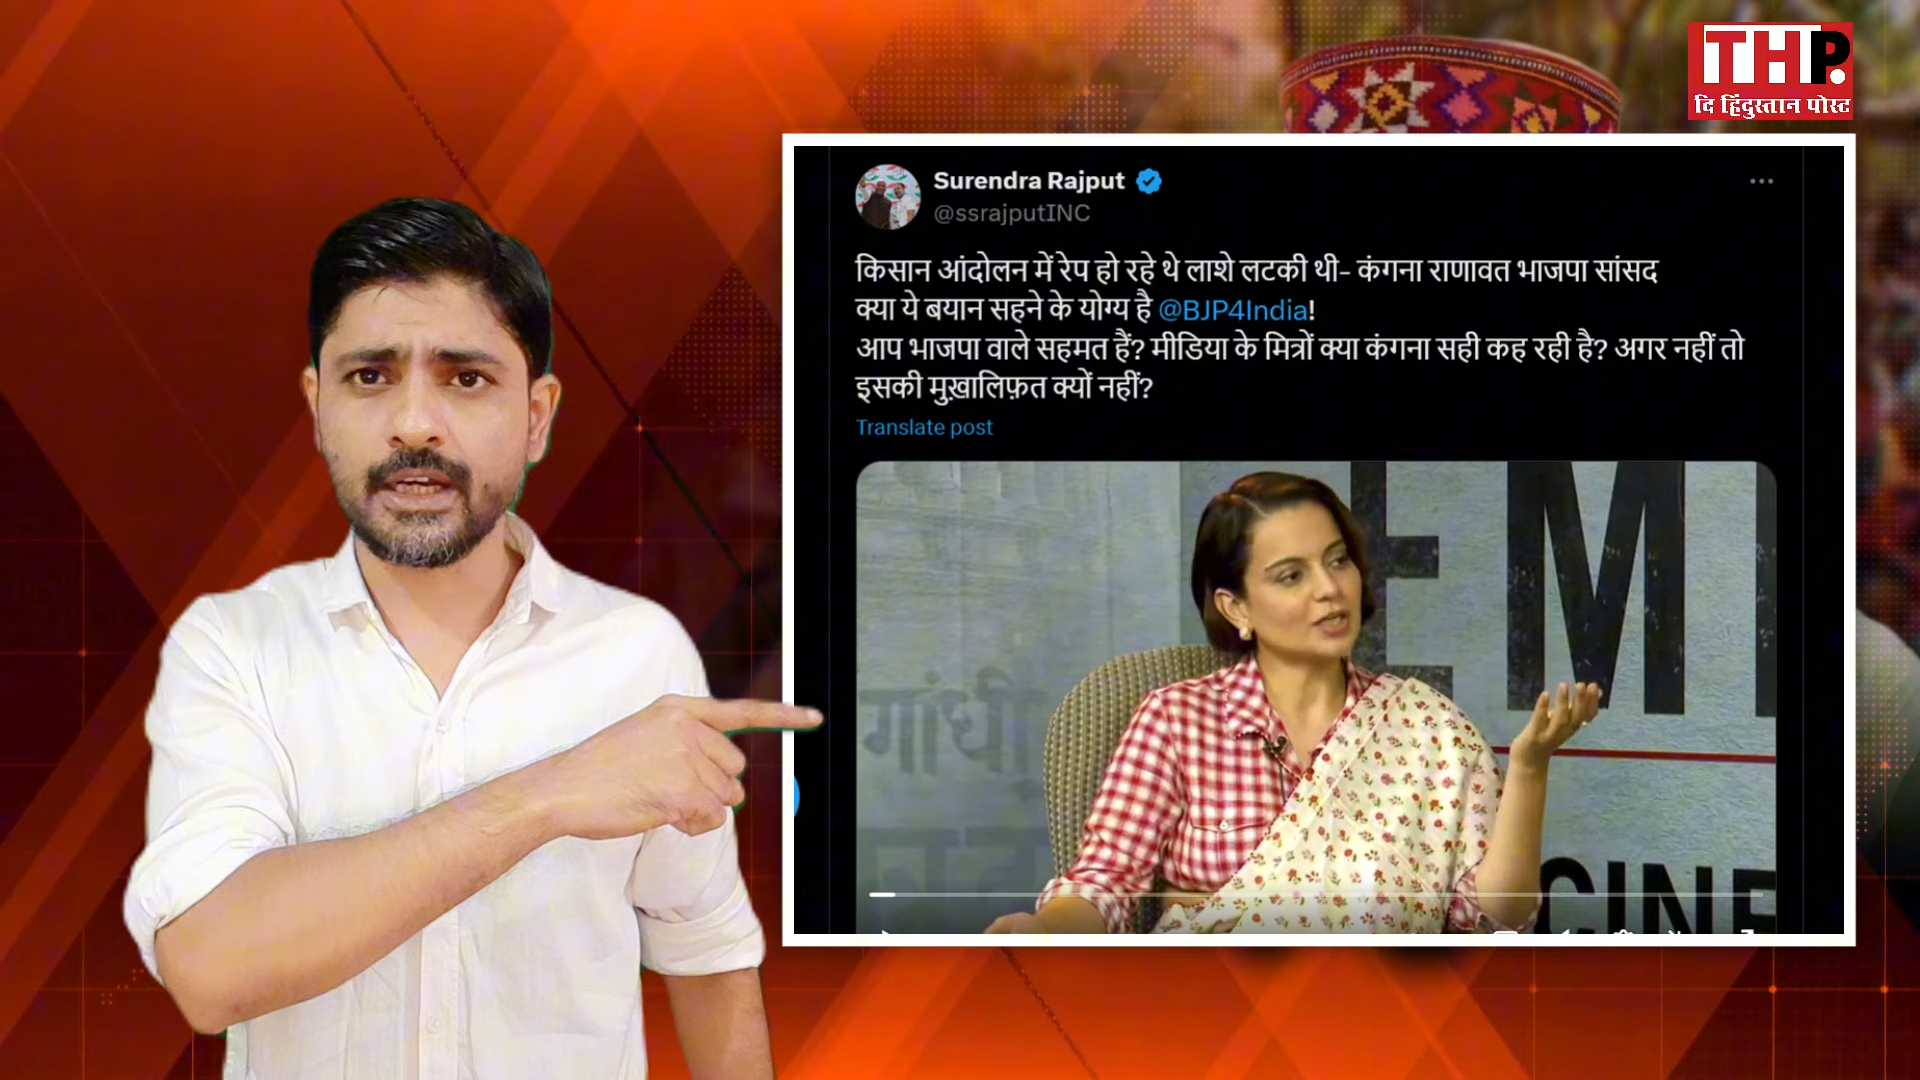 THP.
दि हिंदुस्तान पोस्ट
Surendra Rajput
@ssrajputINC
किसान आंदोलन में रेप हो रहे थे लाशे लटकी थी- कंगना राणावत भाजपा सांसद
क्या ये बयान सहने के योग्य है @BJP4India!
आप भाजपा वाले सहमत हैं? मीडिया के मित्रों क्या कंगना सही कह रही है? अगर नहीं तो
इसकी मुख़ालिफ़त क्यों नहीं?
Translate post
EM
गांधी
CINE